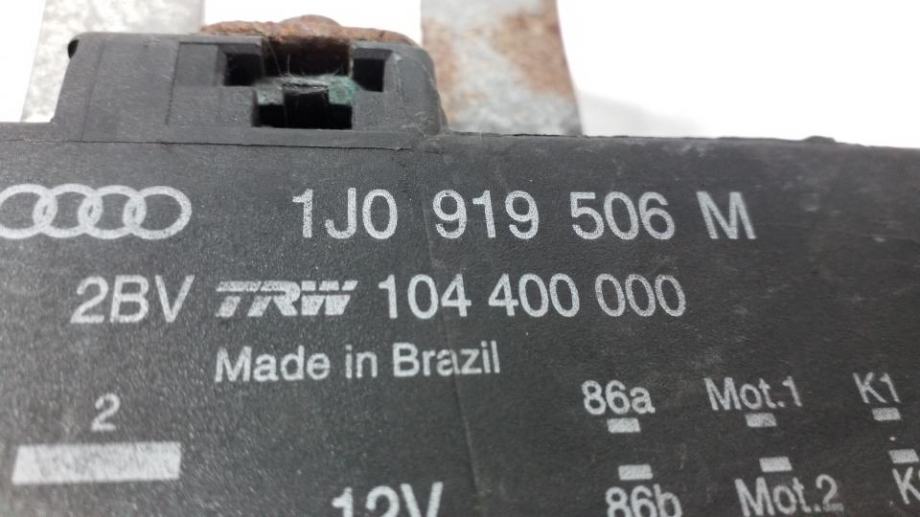 1J0 919 506 M
2BV TRW 104 400 000
Made in Brazil
2
86a Mot.1 K1
12V 86b Mot.2